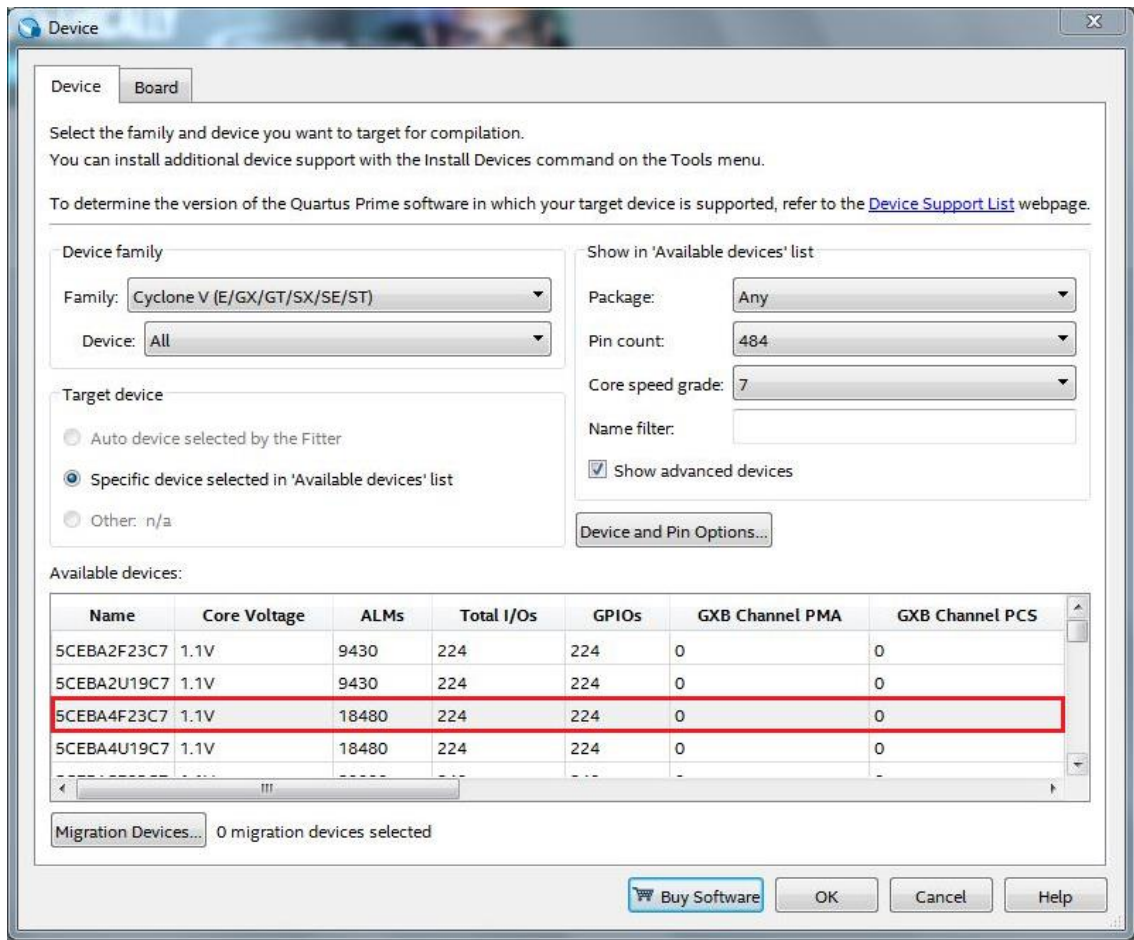 Device
Device Board
Select the family and device you want to target for compilation.
You can install additional device support with the Install Devices command on the Tools menu.
To determine the version of the Quartus Prime software in which your target device is supported, refer to the Device Support List webpage.
Device family
Family: Cyclone V (E/GX/GT/SX/SE/ST)
Device: All
Target device
Auto device selected by the Fitter
Specific device selected in 'Available devices' list
Other: n/a
Show in 'Available devices' list
Package: Any
Pin count: 484
Core speed grade: 7
Name filter:
Show advanced devices
Device and Pin Options...
Available devices:
Name Core Voltage ALMs Total I/Os GPIOs GXB Channel PMA GXB Channel PCS
5CEBA2F23C7 1.1V 9430 224 224 0 0
5CEBA2U19C7 1.1V 9430 224 224 0 0
5CEBA4F23C7 1.1V 18480 224 224 0 0
5CEBA4U19C7 1.1V 18480 224 224 0 0
Migration Devices... 0 migration devices selected
Buy Software OK Cancel Help